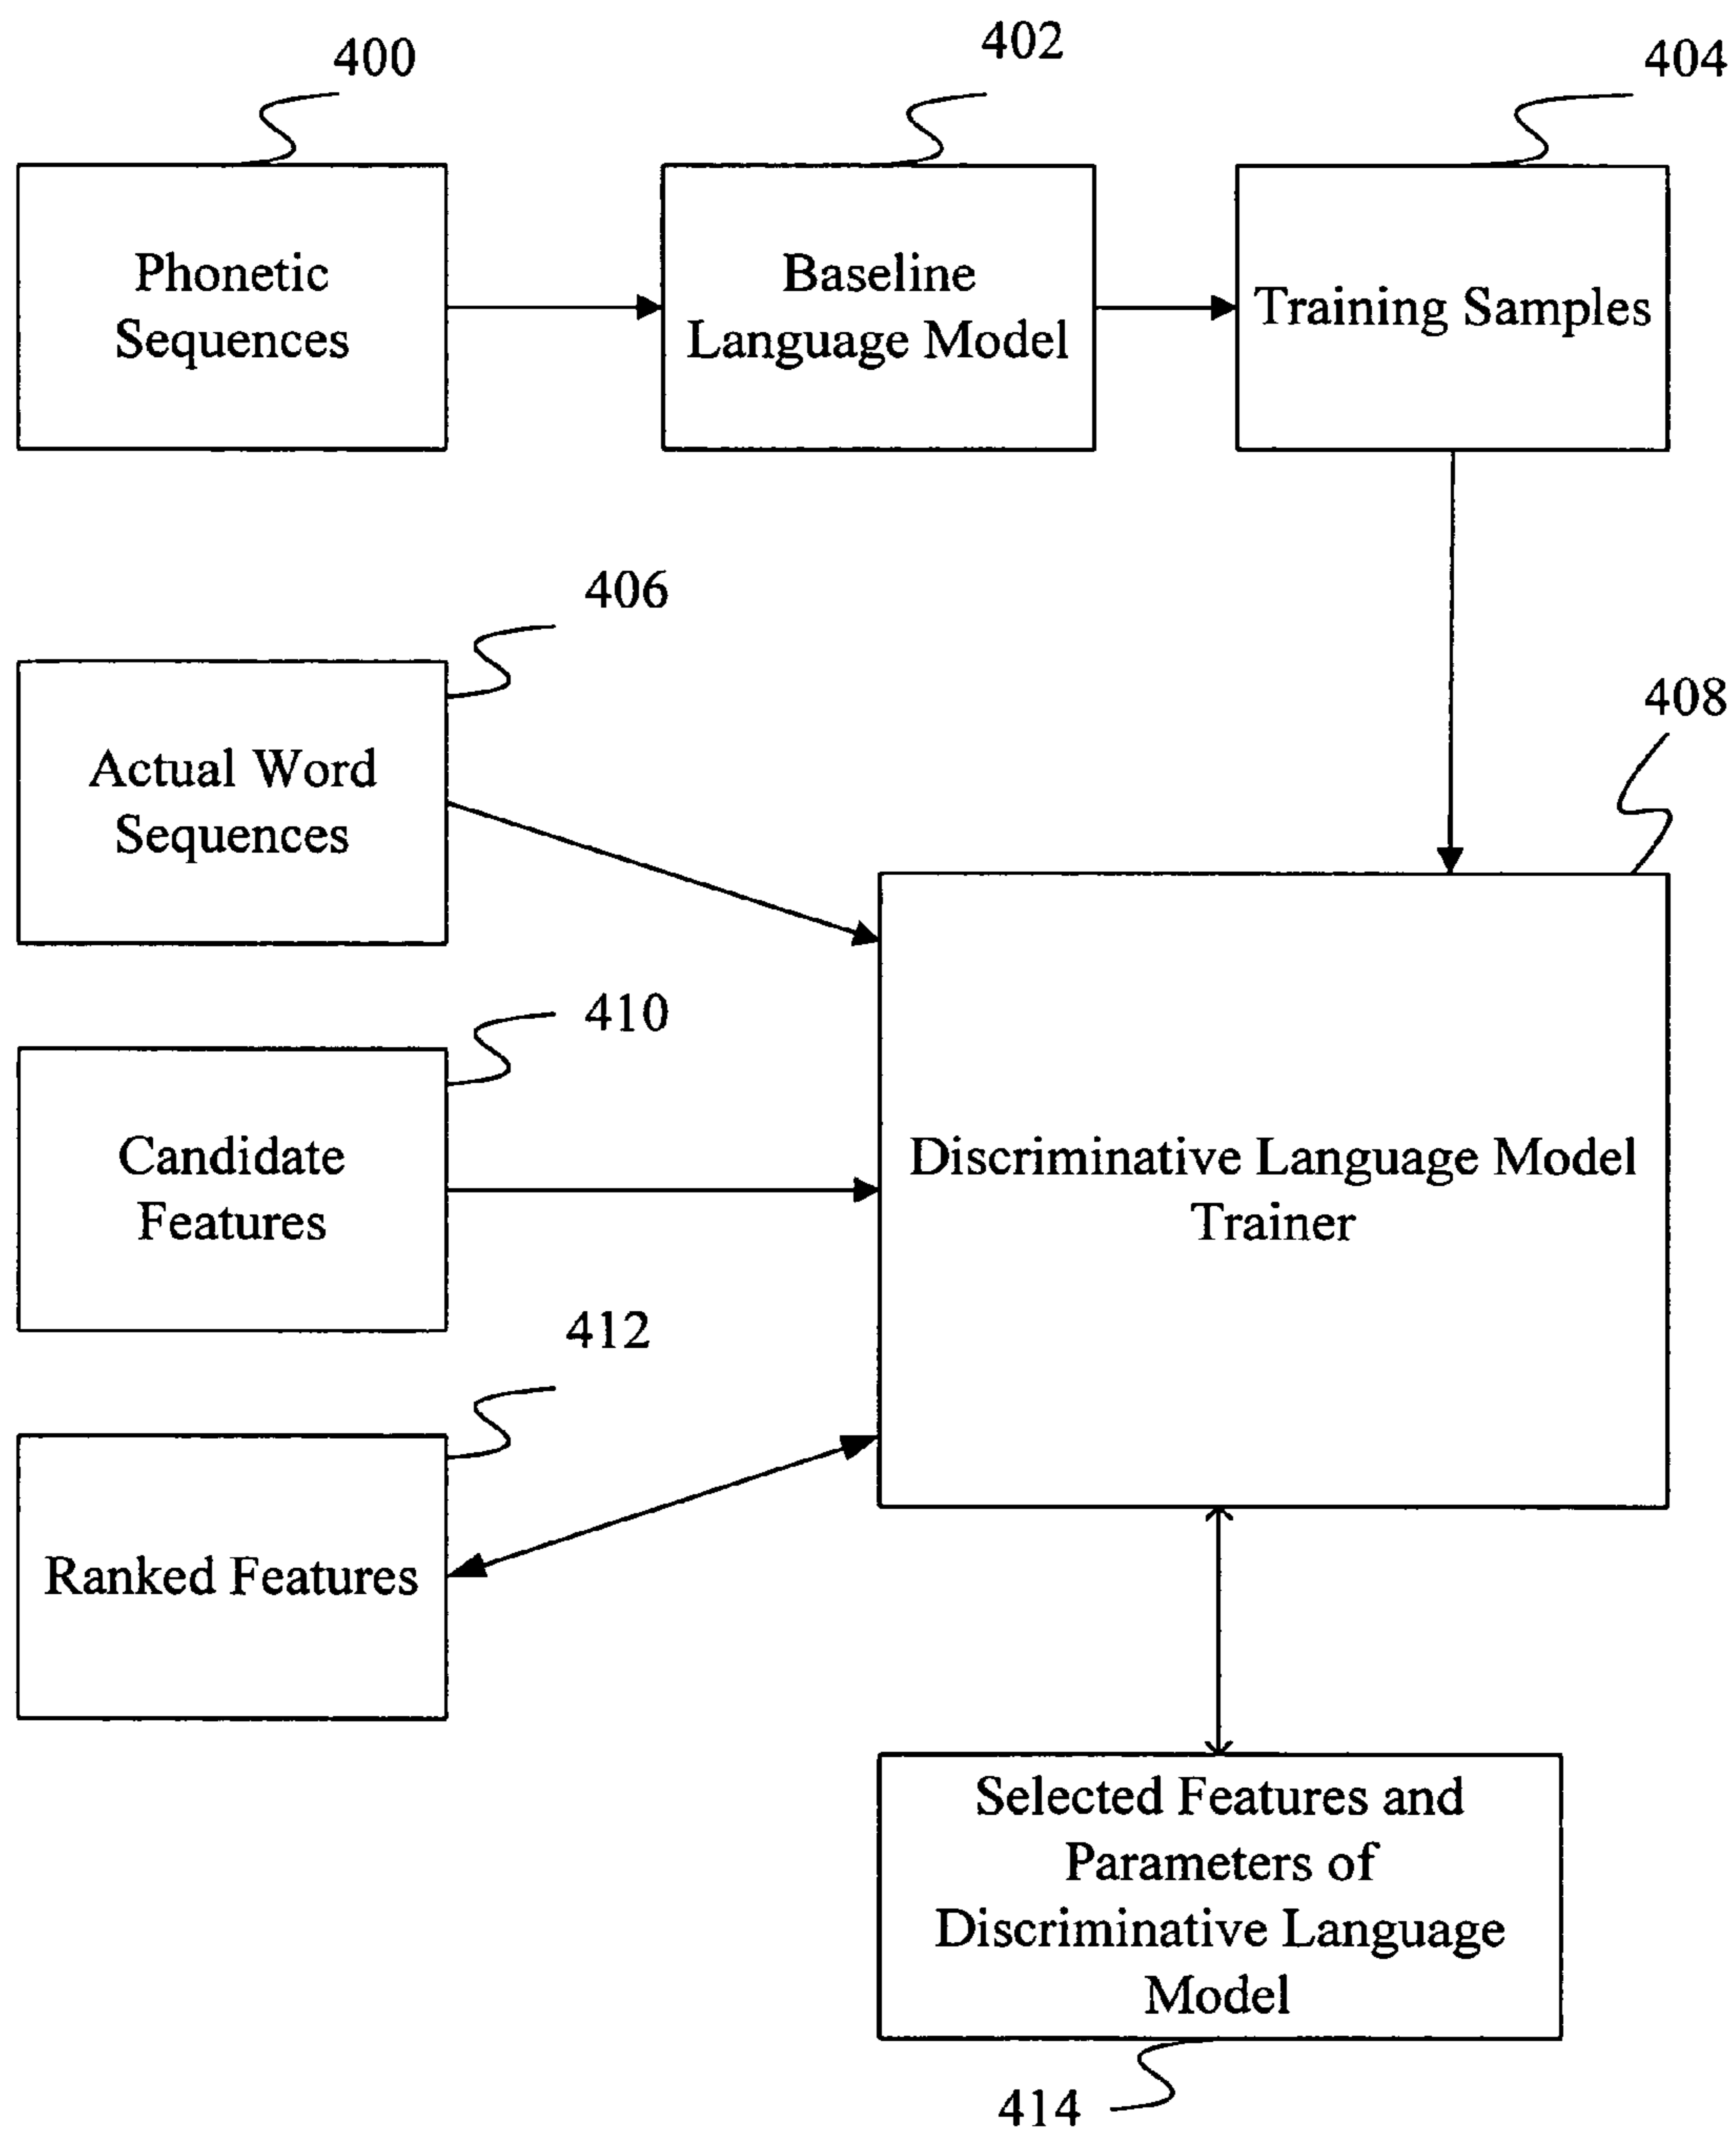 400
402
404
Phonetic
Sequences
Baseline
Language Model
Training Samples
406
408
Actual Word
Sequences
410
Candidate
Features
Discriminative Language Model
Trainer
412
Ranked Features
Selected Features and
Parameters of
Discriminative Language
Model
414